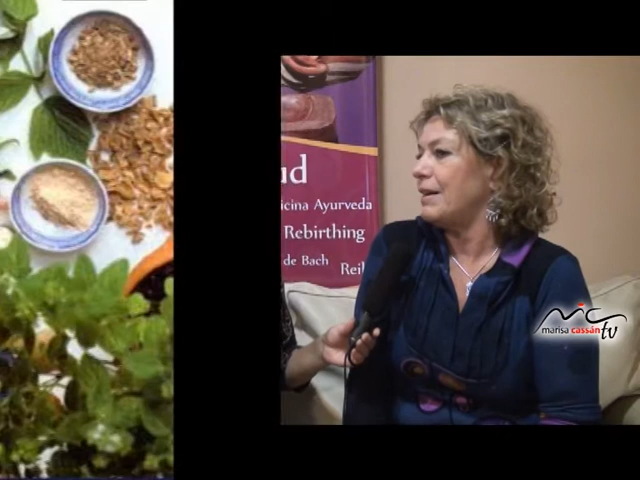 ud
icina Ayurveda
Rebirthing
de Bach
Rei
marisa cassán tv